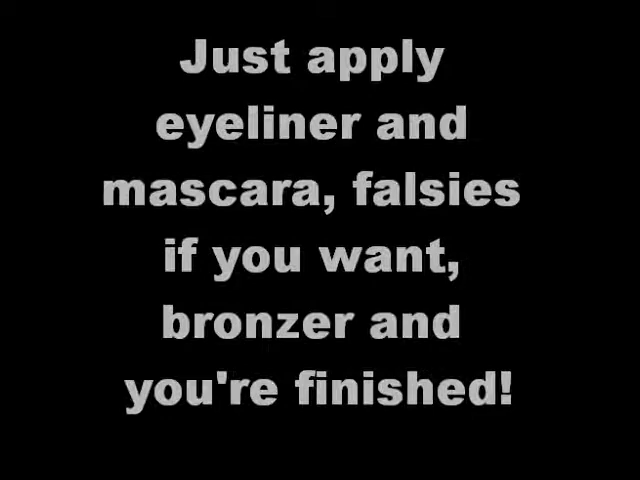 Just apply
eyeliner and
mascara, falsies
if you want,
bronzer and
you're finished!